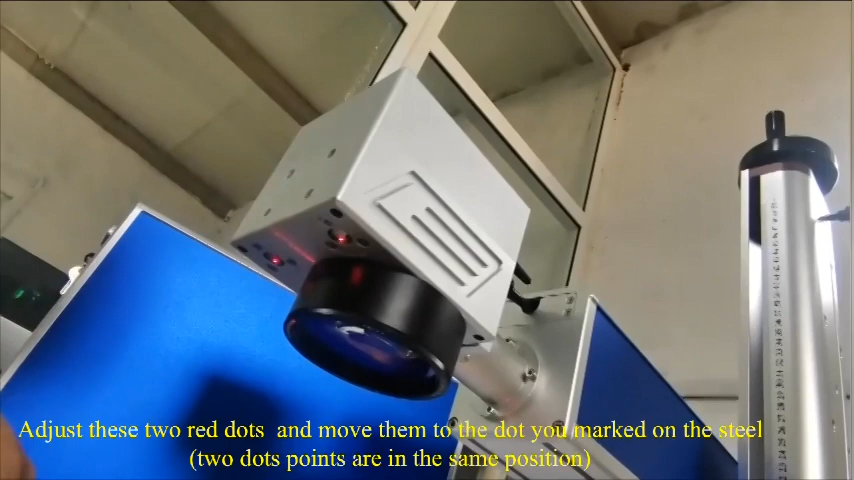 Adjust these two red dots  and move them to the dot you marked on the steel
(two dots points are in the same position)